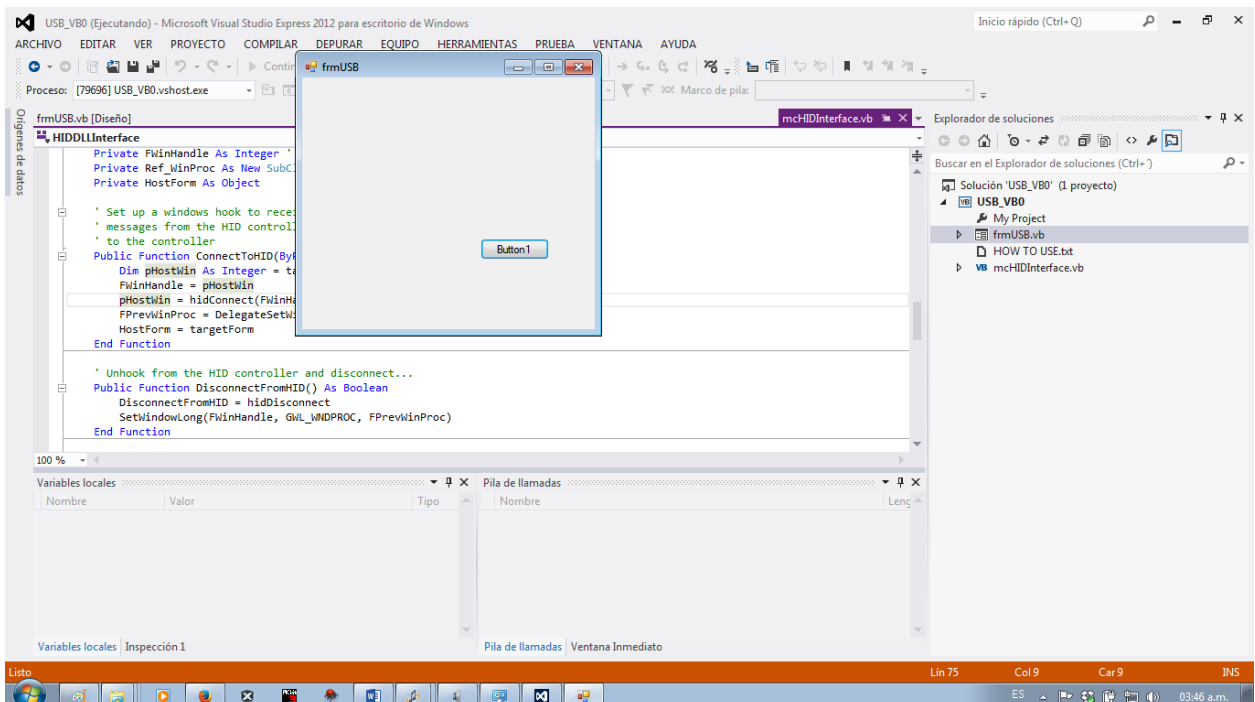 USB_VB0 (Ejecutando) - Microsoft Visual Studio Express 2012 para escritorio de Windows
Inicio rápido (Ctrl+Q)
ARCHIVO EDITAR VER PROYECTO COMPILAR DEPURAR EQUIPO HERRAMIENTAS PRUEBA VENTANA AYUDA
Contin
frmUSB
Proceso: [79696] USB_VB0.vshost.exe
Marco de pila:
Orígenes de datos
frmUSB.vb [Diseño]
mcHIDInterface.vb
HIDDLLInterface
Private FWinHandle As Integer '
Private Ref_WinProc As New SubCl
Private HostForm As Object
' Set up a windows hook to recei
' messages from the HID controll
' to the controller
Public Function ConnectToHID(ByV
Dim pHostWin As Integer = ta
FWinHandle = pHostWin
pHostWin = hidConnect(FWinHa
FPrevWinProc = DelegateSetWi
HostForm = targetForm
End Function
' Unhook from the HID controller and disconnect...
Public Function DisconnectFromHID() As Boolean
DisconnectFromHID = hidDisconnect
SetWindowLong(FWinHandle, GWL_WNDPROC, FPrevWinProc)
End Function
Button1
100 %
Explorador de soluciones
Buscar en el Explorador de soluciones (Ctrl+´)
Solución 'USB_VB0' (1 proyecto)
USB_VB0
My Project
frmUSB.vb
HOW TO USE.txt
mcHIDInterface.vb
Variables locales
Nombre Valor Tipo
Pila de llamadas
Nombre Leng
Variables locales Inspección 1
Pila de llamadas Ventana Inmediato
Listo Lín 75 Col 9 Car 9 INS
ES 03:46 a.m.